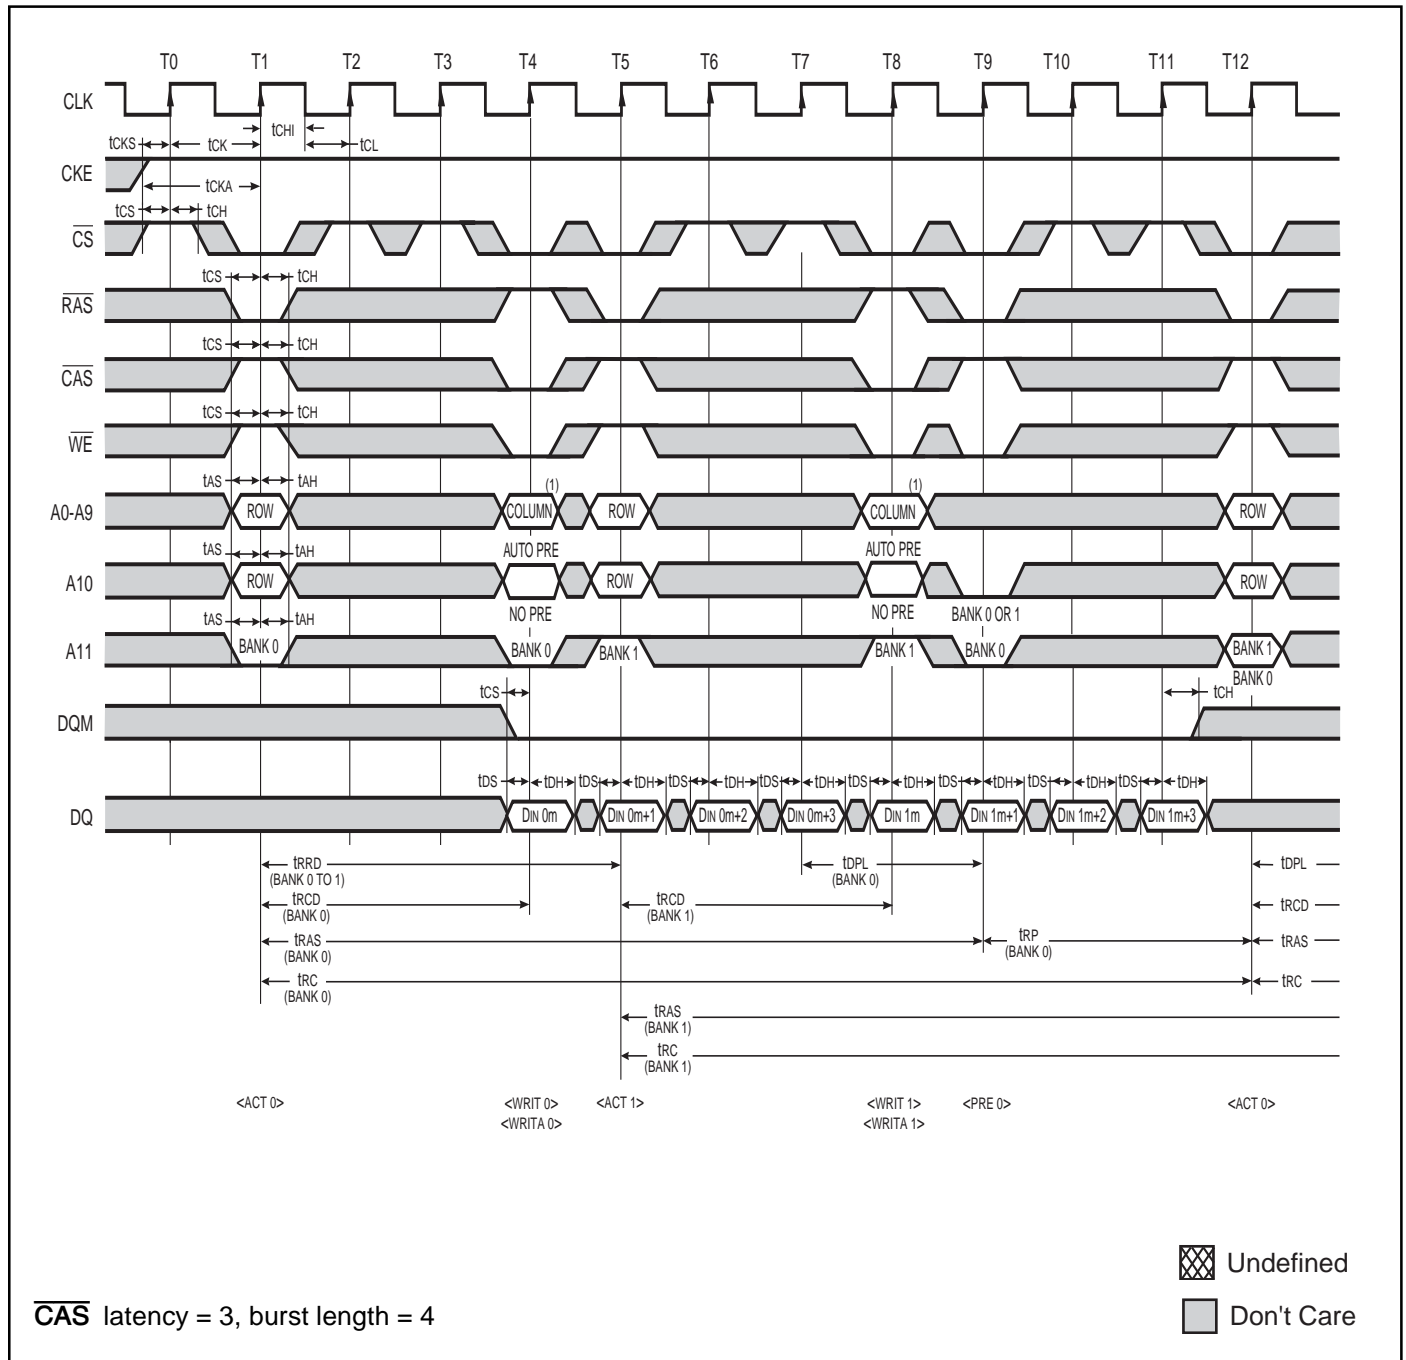 T0 T1 T2 T3 T4 T5 T6 T7 T8 T9 T10 T11 T12
CLK
tCHI
tCKS tCK tCL
CKE
tCKA
tCS tCH
CS
tCS tCH
RAS
tCS tCH
CAS
tCS tCH
WE
tAS tAH (1) (1)
A0-A9 ROW COLUMN ROW COLUMN ROW
tAS tAH AUTO PRE AUTO PRE
A10 ROW ROW ROW
tAS tAH NO PRE NO PRE BANK 0 OR 1
A11 BANK 0 BANK 0 BANK 1 BANK 1 BANK 0 BANK 1
BANK 0
tCS tCH
DQM
tDS tDH tDS tDH tDS tDH tDS tDH tDS tDH tDS tDH tDS tDH tDS tDH
DQ DIN 0m DIN 0m+1 DIN 0m+2 DIN 0m+3 DIN 1m DIN 1m+1 DIN 1m+2 DIN 1m+3
tRRD tDPL tDPL
(BANK 0 TO 1) (BANK 0)
tRCD tRCD tRCD
(BANK 0) (BANK 1)
tRAS tRP tRAS
(BANK 0) (BANK 0)
tRC tRC
(BANK 0)
tRAS
(BANK 1)
tRC
(BANK 1)
<ACT 0> <WRIT 0> <ACT 1> <WRIT 1> <PRE 0> <ACT 0>
<WRITA 0> <WRITA 1>
Undefined
CAS latency = 3, burst length = 4 Don't Care